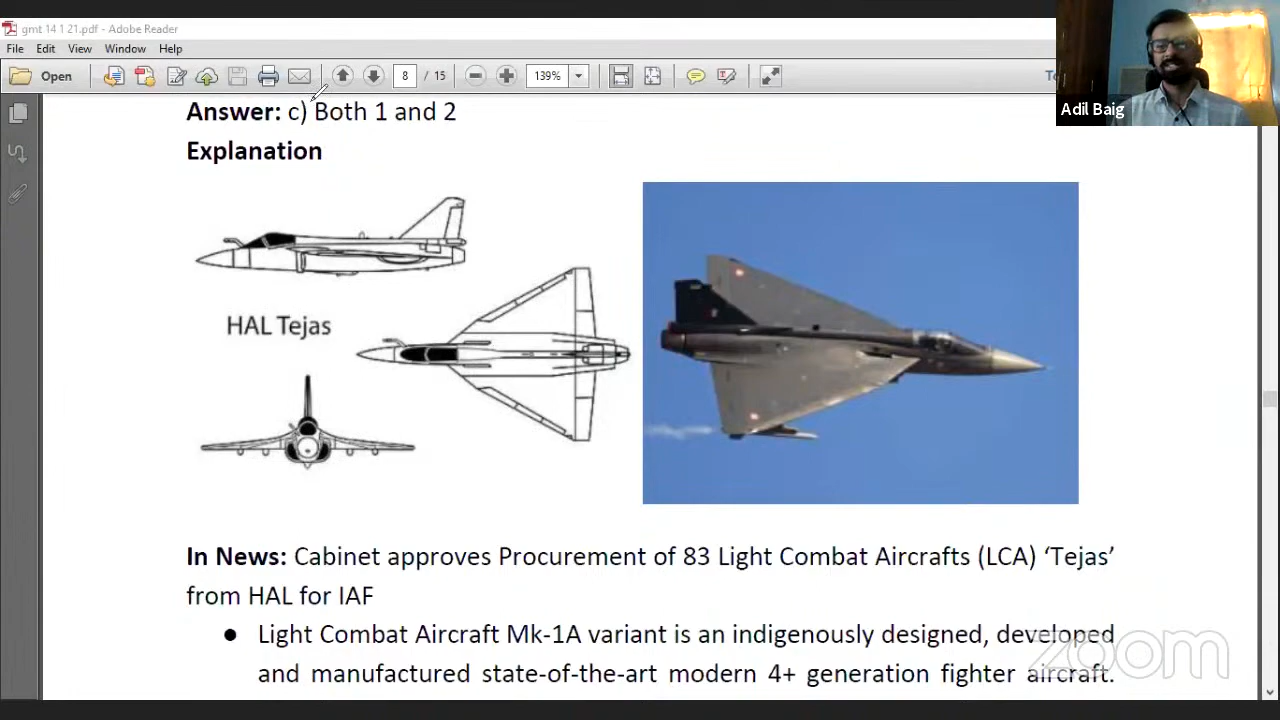 gmt 14 1 21.pdf - Adobe Reader
File Edit View Window Help
Open 8 / 15 139%
Adil Baig
Answer: c) Both 1 and 2
Explanation
HAL Tejas
In News: Cabinet approves Procurement of 83 Light Combat Aircrafts (LCA) ‘Tejas’
from HAL for IAF
● Light Combat Aircraft Mk-1A variant is an indigenously designed, developed
and manufactured state-of-the-art modern 4+ generation fighter aircraft.
zoom